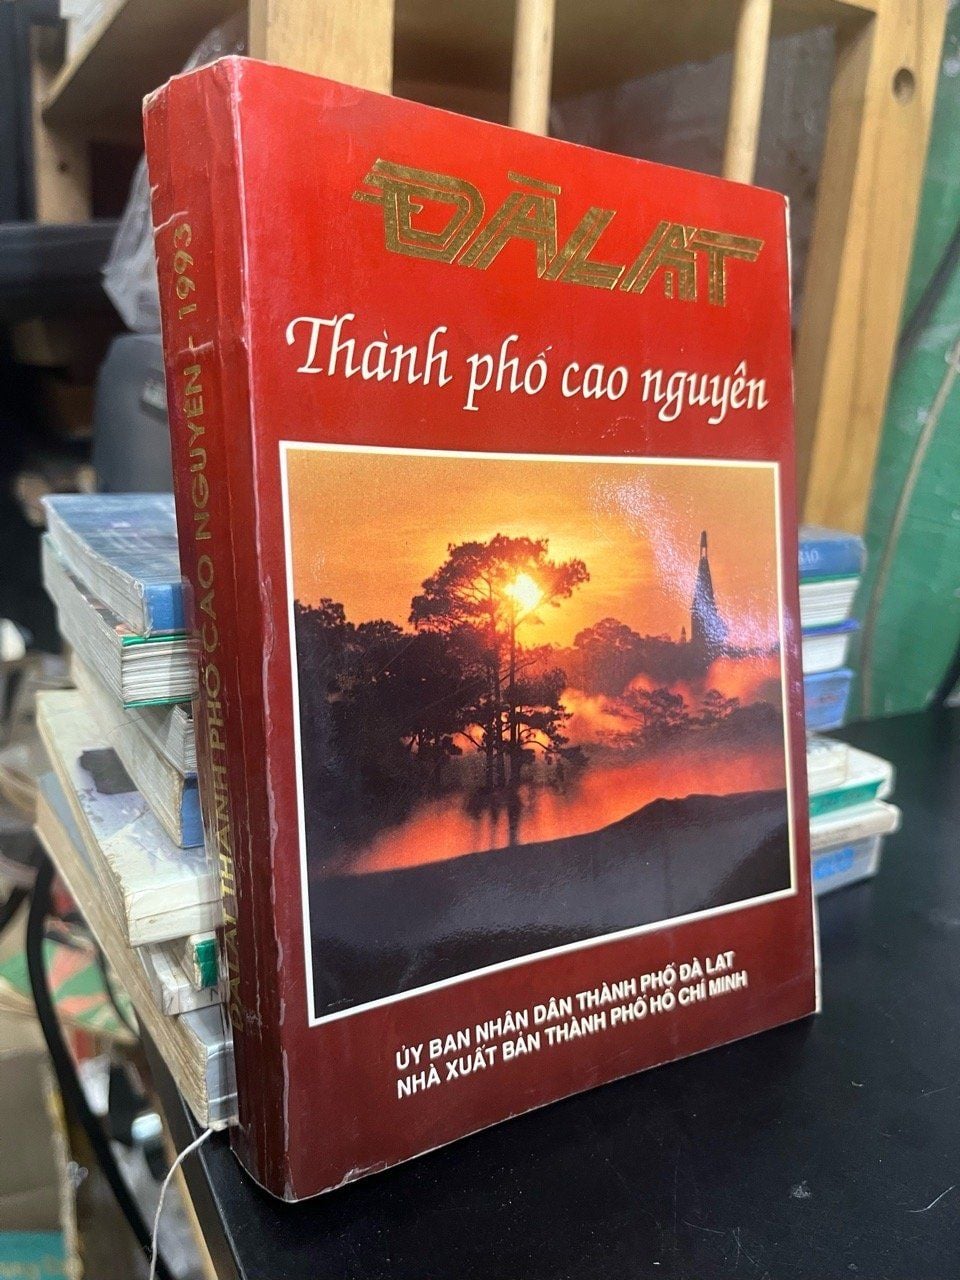 ĐÀLẠT
Thành phố cao nguyên
ỦY BAN NHÂN DÂN THÀNH PHỐ ĐÀ LẠT
NHÀ XUẤT BẢN THÀNH PHỐ HỒ CHÍ MINH
ĐÀLẠT THÀNH PHỐ CAO NGUYÊN - 1993